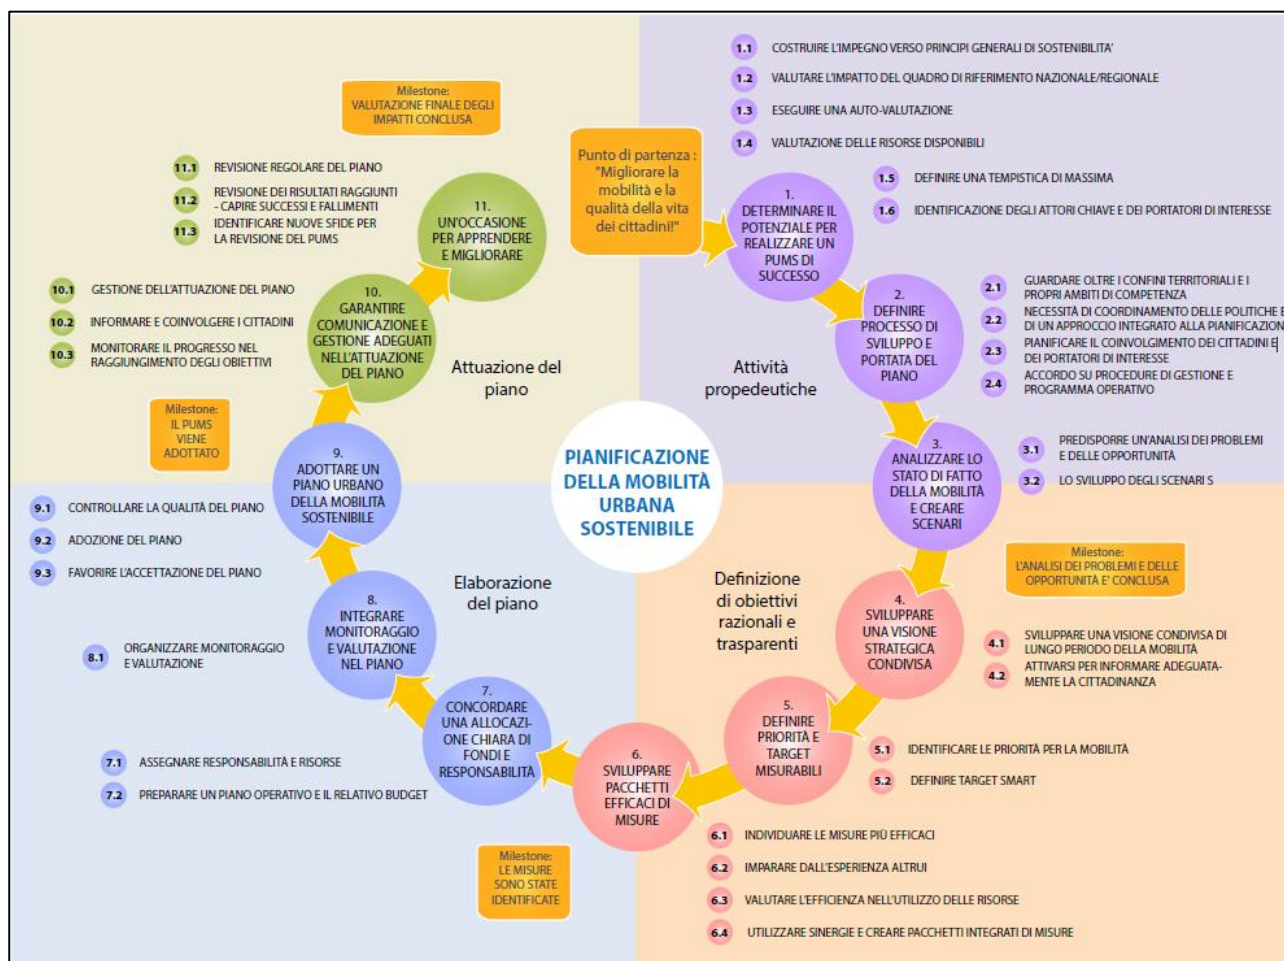 PIANIFICAZIONE
DELLA MOBILITÀ
URBANA
SOSTENIBILE
Punto di partenza :
"Migliorare la
mobilità e la
qualità della vita
dei cittadini!"
Attività
propedeutiche
1.
DETERMINARE IL
POTENZIALE PER
REALIZZARE UN
PUMS DI
SUCCESSO
1.1 COSTRUIRE L'IMPEGNO VERSO PRINCIPI GENERALI DI SOSTENIBILITA'
1.2 VALUTARE L'IMPATTO DEL QUADRO DI RIFERIMENTO NAZIONALE/REGIONALE
1.3 ESEGUIRE UNA AUTO-VALUTAZIONE
1.4 VALUTAZIONE DELLE RISORSE DISPONIBILI
1.5 DEFINIRE UNA TEMPISTICA DI MASSIMA
1.6 IDENTIFICAZIONE DEGLI ATTORI CHIAVE E DEI PORTATORI DI INTERESSE
2.
DEFINIRE
PROCESSO DI
SVILUPPO E
PORTATA DEL
PIANO
2.1 GUARDARE OLTRE I CONFINI TERRITORIALI E I
PROPRI AMBITI DI COMPETENZA
2.2 NECESSITÀ DI COORDINAMENTO DELLE POLITICHE E
DI UN APPROCCIO INTEGRATO ALLA PIANIFICAZION
2.3 PIANIFICARE IL COINVOLGIMENTO DEI CITTADINI E
DEI PORTATORI DI INTERESSE
2.4 ACCORDO SU PROCEDURE DI GESTIONE E
PROGRAMMA OPERATIVO
3.
ANALIZZARE LO
STATO DI FATTO
DELLA MOBILITÀ
E CREARE
SCENARI
3.1 PREDISPORRE UN'ANALISI DEI PROBLEMI
E DELLE OPPORTUNITÀ
3.2 LO SVILUPPO DEGLI SCENARI S
Milestone:
L'ANALISI DEI PROBLEMI E DELLE
OPPORTUNITÀ E' CONCLUSA
Definizione
di obiettivi
razionali e
trasparenti
4.
SVILUPPARE
UNA VISIONE
STRATEGICA
CONDIVISA
4.1 SVILUPPARE UNA VISIONE CONDIVISA DI
LUNGO PERIODO DELLA MOBILITÀ
4.2 ATTIVARSI PER INFORMARE ADEGUATA-
MENTE LA CITTADINANZA
5.
DEFINIRE
PRIORITÀ E
TARGET
MISURABILI
5.1 IDENTIFICARE LE PRIORITÀ PER LA MOBILITÀ
5.2 DEFINIRE TARGET SMART
6.
SVILUPPARE
PACCHETTI
EFFICACI DI
MISURE
6.1 INDIVIDUARE LE MISURE PIÙ EFFICACI
6.2 IMPARARE DALL'ESPERIENZA ALTRUI
6.3 VALUTARE L'EFFICIENZA NELL'UTILIZZO DELLE RISORSE
6.4 UTILIZZARE SINERGIE E CREARE PACCHETTI INTEGRATI DI MISURE
Milestone:
LE MISURE
SONO STATE
IDENTIFICATE
Elaborazione
del piano
7.
CONCORDARE
UNA ALLOCAZI-
ONE CHIARA DI
FONDI E
RESPONSABILITÀ
7.1 ASSEGNARE RESPONSABILITÀ E RISORSE
7.2 PREPARARE UN PIANO OPERATIVO E IL RELATIVO BUDGET
8.
INTEGRARE
MONITORAGGIO
E VALUTAZIONE
NEL PIANO
8.1 ORGANIZZARE MONITORAGGIO
E VALUTAZIONE
9.
ADOTTARE UN
PIANO URBANO
DELLA MOBILITÀ
SOSTENIBILE
9.1 CONTROLLARE LA QUALITÀ DEL PIANO
9.2 ADOZIONE DEL PIANO
9.3 FAVORIRE L'ACCETTAZIONE DEL PIANO
Milestone:
IL PUMS
VIENE
ADOTTATO
Attuazione del
piano
10.
GARANTIRE
COMUNICAZIONE E
GESTIONE ADEGUATI
NELL'ATTUAZIONE
DEL PIANO
10.1 GESTIONE DELL'ATTUAZIONE DEL PIANO
10.2 INFORMARE E COINVOLGERE I CITTADINI
10.3 MONITORARE IL PROGRESSO NEL
RAGGIUNGIMENTO DEGLI OBIETTIVI
11.
UN'OCCASIONE
PER APPRENDERE
E MIGLIORARE
11.1 REVISIONE REGOLARE DEL PIANO
11.2 REVISIONE DEI RISULTATI RAGGIUNTI
- CAPIRE SUCCESSI E FALLIMENTI
11.3 IDENTIFICARE NUOVE SFIDE PER
LA REVISIONE DEL PUMS
Milestone:
VALUTAZIONE FINALE DEGLI
IMPATTI CONCLUSA